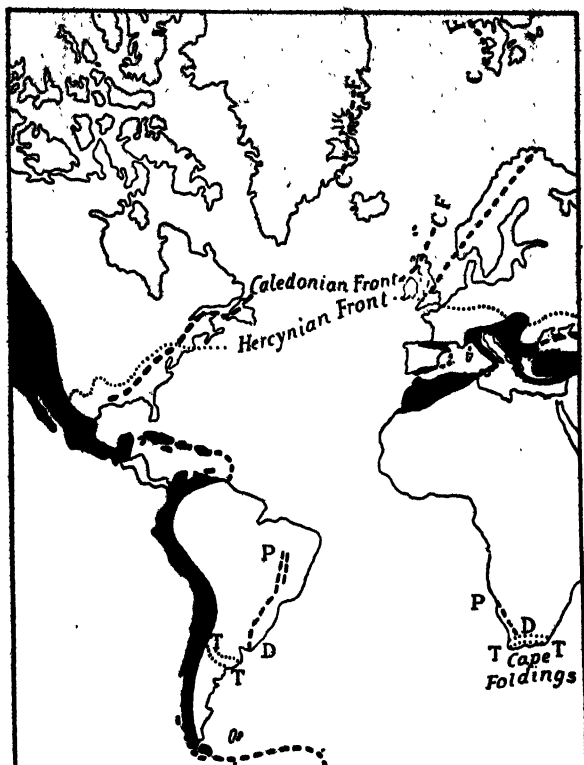 C
C
C F
Caledonian Front
Hercynian Front
P
P
D
T
D
T
T
T
Cape
Foldings